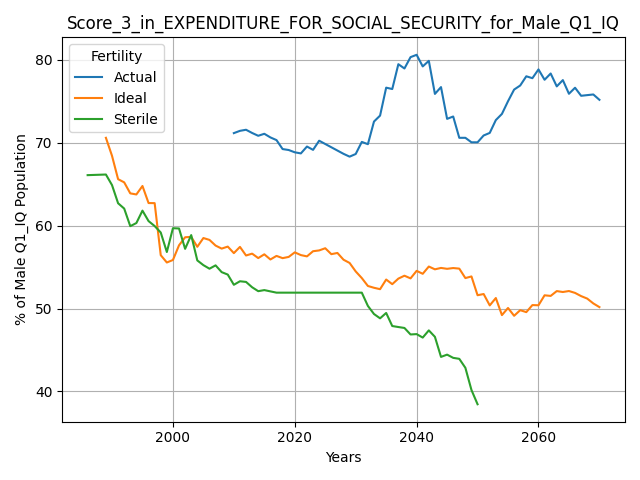 Score_3_in_EXPENDITURE_FOR_SOCIAL_SECURITY_for_Male_Q1_IQ
Fertility
Actual
Ideal
Sterile
80
70
60
50
40
% of Male Q1_IQ Population
2000
2020
2040
2060
Years